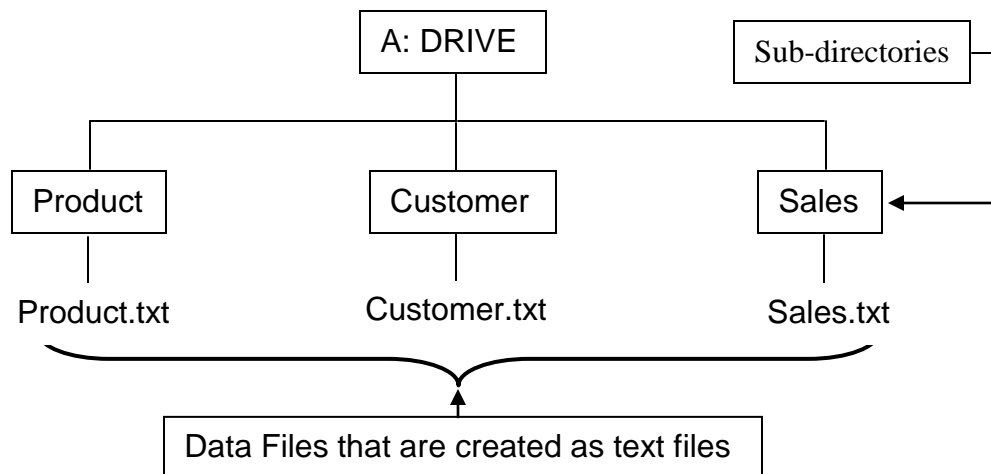 A: DRIVE
Sub-directories
Product
Customer
Sales
Product.txt
Customer.txt
Sales.txt
Data Files that are created as text files